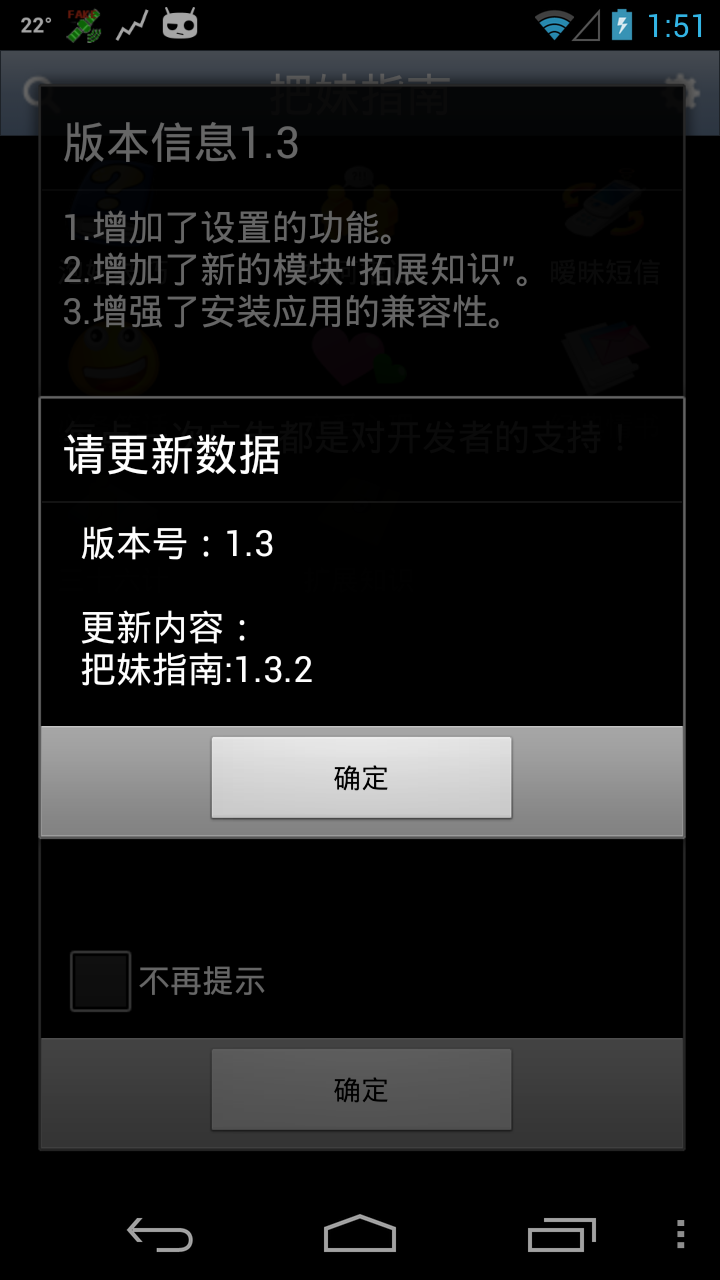 22°
FAKE
1:51
把妹指南
版本信息1.3
1.增加了设置的功能。
2.增加了新的模块“拓展知识”。
暧昧短信
3.增强了安装应用的兼容性。
每点一次广告都是对开发者的支持！
请更新数据
版本号：1.3
更新内容：
把妹指南:1.3.2
确定
不再提示
确定